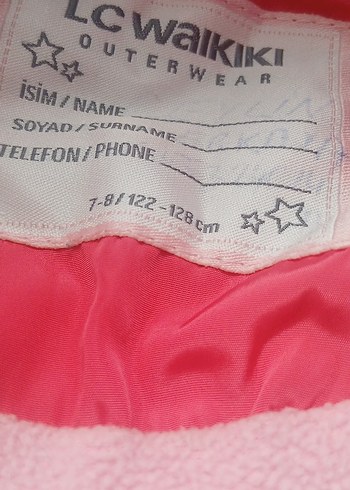 LC WAIKIKI
OUTERWEAR
İSİM / NAME
SOYAD / SURNAME
TELEFON / PHONE
7-8 / 122 - 128 cm